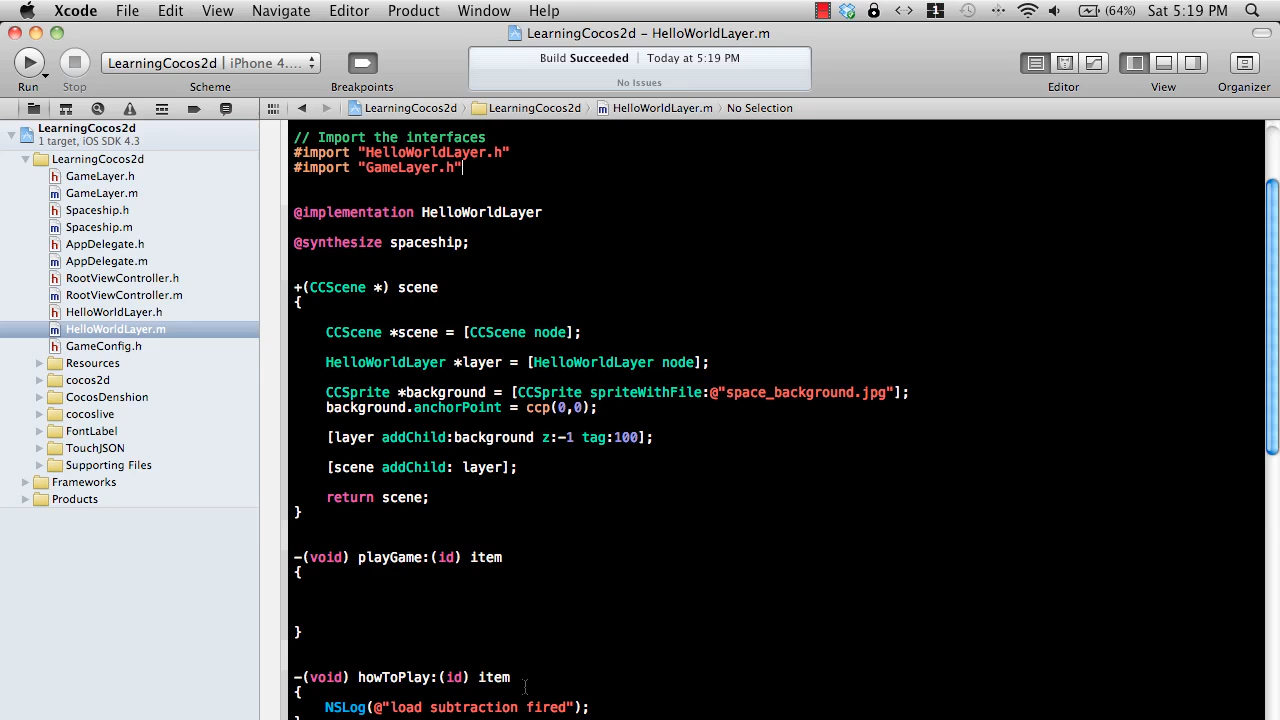 Xcode File Edit View Navigate Editor Product Window Help (64%) Sat 5:19 PM
LearningCocos2d – HelloWorldLayer.m
LearningCocos2d | iPhone 4....
Build Succeeded | Today at 5:19 PM
No Issues
Run Stop Scheme Breakpoints Editor View Organizer
LearningCocos2d LearningCocos2d HelloWorldLayer.m No Selection
LearningCocos2d
1 target, iOS SDK 4.3
LearningCocos2d
GameLayer.h
GameLayer.m
Spaceship.h
Spaceship.m
AppDelegate.h
AppDelegate.m
RootViewController.h
RootViewController.m
HelloWorldLayer.h
HelloWorldLayer.m
GameConfig.h
Resources
cocos2d
CocosDenshion
cocoslive
FontLabel
TouchJSON
Supporting Files
Frameworks
Products
// Import the interfaces
#import "HelloWorldLayer.h"
#import "GameLayer.h"
@implementation HelloWorldLayer
@synthesize spaceship;
+(CCScene *) scene
{
CCScene *scene = [CCScene node];
HelloWorldLayer *layer = [HelloWorldLayer node];
CCSprite *background = [CCSprite spriteWithFile:@"space_background.jpg"];
background.anchorPoint = ccp(0,0);
[layer addChild:background z:-1 tag:100];
[scene addChild: layer];
return scene;
}
-(void) playGame:(id) item
{
}
-(void) howToPlay:(id) item
{
NSLog(@"load subtraction fired");